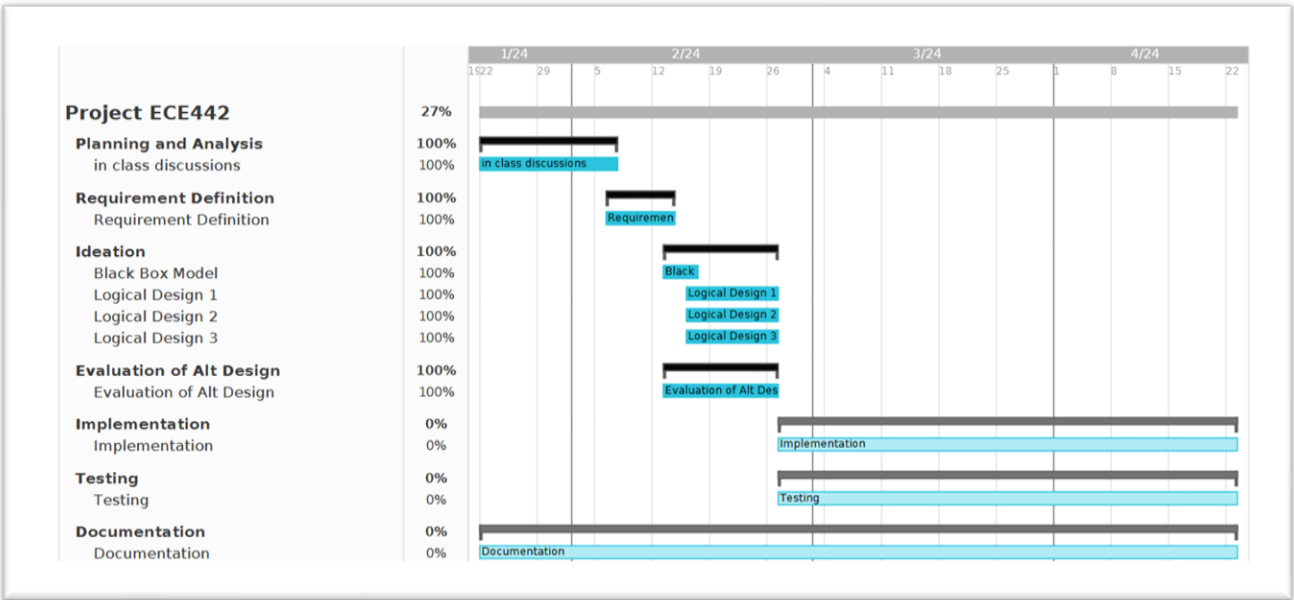 1/24 2/24 3/24 4/24
19 22 29 5 12 19 26 4 11 18 25 1 8 15 22
Project ECE442 27%
Planning and Analysis 100%
in class discussions 100% in class discussions
Requirement Definition 100%
Requirement Definition 100% Requiremen
Ideation 100%
Black Box Model 100% Black
Logical Design 1 100% Logical Design 1
Logical Design 2 100% Logical Design 2
Logical Design 3 100% Logical Design 3
Evaluation of Alt Design 100%
Evaluation of Alt Design 100% Evaluation of Alt Des
Implementation 0%
Implementation 0% Implementation
Testing 0%
Testing 0% Testing
Documentation 0%
Documentation 0% Documentation